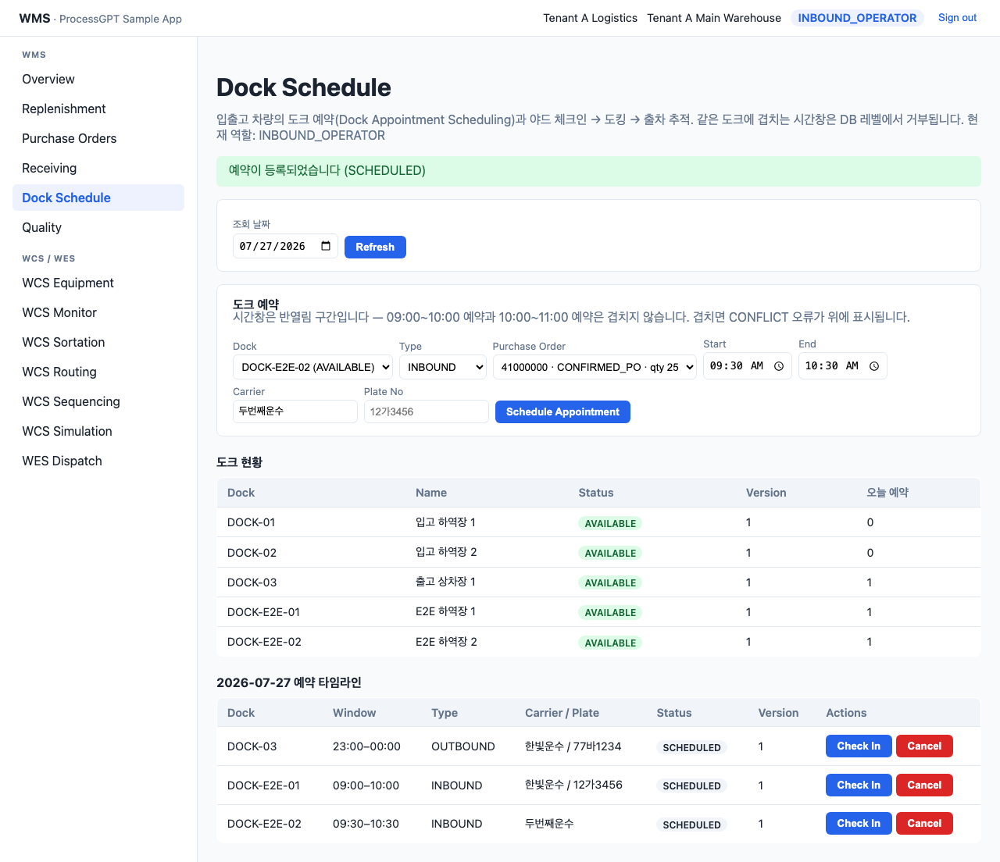 WMS · ProcessGPT Sample App
Tenant A Logistics Tenant A Main Warehouse INBOUND_OPERATOR Sign out
WMS
Overview
Replenishment
Purchase Orders
Receiving
Dock Schedule
Quality
WCS / WES
WCS Equipment
WCS Monitor
WCS Sortation
WCS Routing
WCS Sequencing
WCS Simulation
WES Dispatch
Dock Schedule
입출고 차량의 도크 예약(Dock Appointment Scheduling)과 야드 체크인 → 도킹 → 출차 추적. 같은 도크에 겹치는 시간창은 DB 레벨에서 거부됩니다. 현
재 역할: INBOUND_OPERATOR
예약이 등록되었습니다 (SCHEDULED)
조회 날짜
07/27/2026 Refresh
도크 예약
시간창은 반열림 구간입니다 — 09:00~10:00 예약과 10:00~11:00 예약은 겹치지 않습니다. 겹치면 CONFLICT 오류가 위에 표시됩니다.
Dock Type Purchase Order Start End
DOCK-E2E-02 (AVAILABLE) INBOUND 41000000 · CONFIRMED_PO · qty 25 09:30 AM 10:30 AM
Carrier Plate No
두번째운수 12가3456 Schedule Appointment
도크 현황
Dock Name Status Version 오늘 예약
DOCK-01 입고 하역장 1 AVAILABLE 1 0
DOCK-02 입고 하역장 2 AVAILABLE 1 0
DOCK-03 출고 상차장 1 AVAILABLE 1 1
DOCK-E2E-01 E2E 하역장 1 AVAILABLE 1 1
DOCK-E2E-02 E2E 하역장 2 AVAILABLE 1 1
2026-07-27 예약 타임라인
Dock Window Type Carrier / Plate Status Version Actions
DOCK-03 23:00–00:00 OUTBOUND 한빛운수 / 77바1234 SCHEDULED 1 Check In Cancel
DOCK-E2E-01 09:00–10:00 INBOUND 한빛운수 / 12가3456 SCHEDULED 1 Check In Cancel
DOCK-E2E-02 09:30–10:30 INBOUND 두번째운수 SCHEDULED 1 Check In Cancel